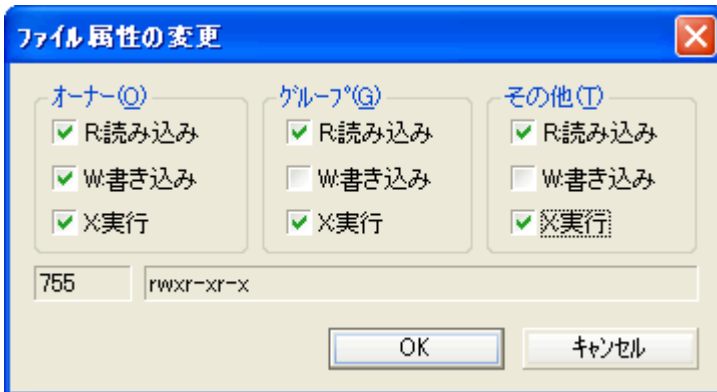 ファイル属性の変更
オーナー(O) グループ(G) その他(T)
R:読み込み R:読み込み R:読み込み
W:書き込み W:書き込み W:書き込み
X:実行 X:実行 X:実行
755 rwxr-xr-x
OK キャンセル